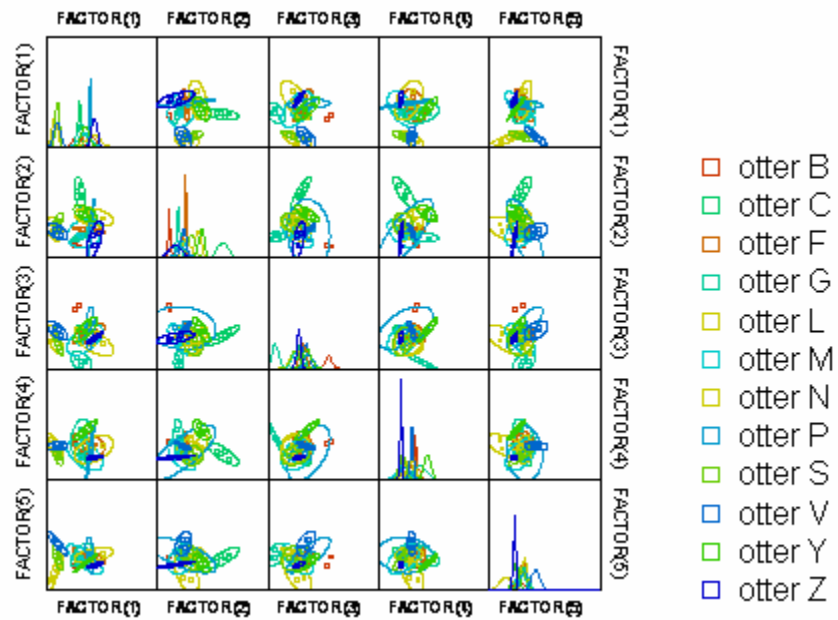 FACTOR(1) FACTOR(2) FACTOR(3) FACTOR(4) FACTOR(5)
FACTOR(1)
FACTOR(1)
FACTOR(2)
FACTOR(2)
FACTOR(3)
FACTOR(3)
FACTOR(4)
FACTOR(4)
FACTOR(5)
FACTOR(5)
FACTOR(1) FACTOR(2) FACTOR(3) FACTOR(4) FACTOR(5)
otter B
otter C
otter F
otter G
otter L
otter M
otter N
otter P
otter S
otter V
otter Y
otter Z